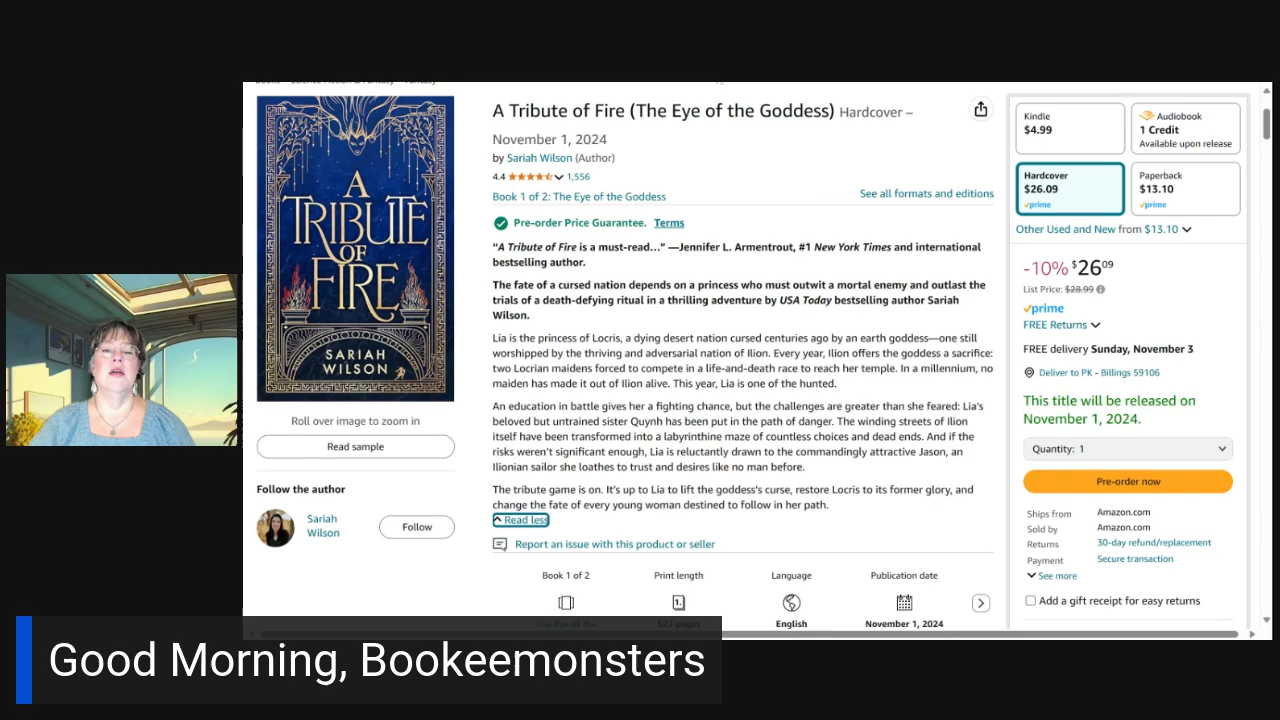 A Tribute of Fire (The Eye of the Goddess) Hardcover –
November 1, 2024
by Sariah Wilson (Author)
4.4 1,556
Book 1 of 2: The Eye of the Goddess
See all formats and editions
Pre-order Price Guarantee. Terms
“A Tribute of Fire is a must-read…” —Jennifer L. Armentrout, #1 New York Times and international
bestselling author.
The fate of a cursed nation depends on a princess who must outwit a mortal enemy and outlast the
trials of a death-defying ritual in a thrilling adventure by USA Today bestselling author Sariah
Wilson.
Lia is the princess of Locris, a dying desert nation cursed centuries ago by an earth goddess—one still
worshipped by the thriving and adversarial nation of Ilion. Every year, Ilion offers the goddess a sacrifice:
two Locrian maidens forced to compete in a life-and-death race to reach her temple. In a millennium, no
maiden has made it out of Ilion alive. This year, Lia is one of the hunted.
An education in battle gives her a fighting chance, but the challenges are greater than she feared: Lia’s
beloved but untrained sister Quynh has been put in the path of danger. The winding streets of Ilion
itself have been transformed into a labyrinthine maze of countless choices and dead ends. And if the
risks weren’t significant enough, Lia is reluctantly drawn to the commandingly attractive Jason, an
Ilionian sailor she loathes to trust and desires like no man before.
The tribute game is on. It’s up to Lia to lift the goddess’s curse, restore Locris to its former glory, and
change the fate of every young woman destined to follow in her path.
Read less
Report an issue with this product or seller
Book 1 of 2
Print length
Language
Publication date
527 pages
English
November 1, 2024
A
TRIBUTE
OF
FIRE
SARIAH
WILSON
Roll over image to zoom in
Read sample
Follow the author
Sariah
Wilson
Follow
Kindle
$4.99
Audiobook
1 Credit
Available upon release
Hardcover
$26.09
prime
Paperback
$13.10
prime
Other Used and New from $13.10
-10% $26 09
List Price: $28.99
prime
FREE Returns
FREE delivery Sunday, November 3
Deliver to PK - Billings 59106
This title will be released on
November 1, 2024.
Quantity: 1
Pre-order now
Ships from Amazon.com
Sold by Amazon.com
Returns 30-day refund/replacement
Payment Secure transaction
See more
Add a gift receipt for easy returns
Good Morning, Bookeemonsters